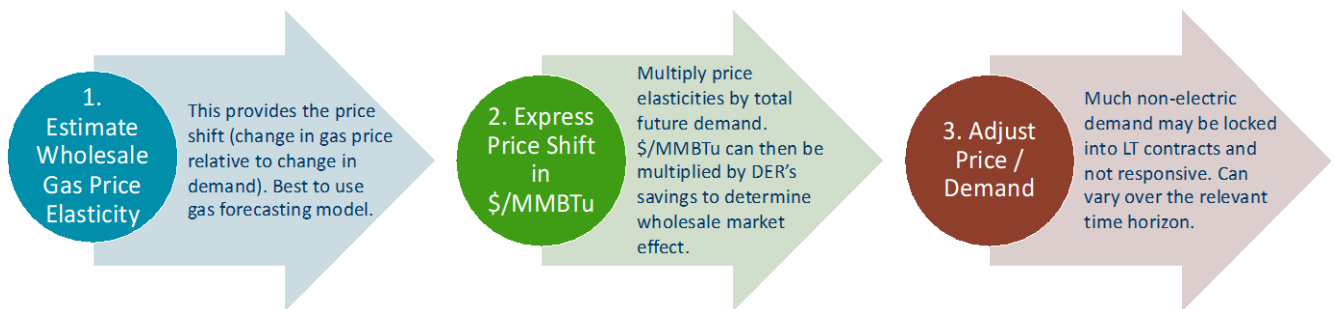 1.
Estimate
Wholesale
Gas Price
Elasticity
This provides the price
shift (change in gas price
relative to change in
demand). Best to use
gas forecasting model.
2. Express
Price Shift
in
$/MMBTu
Multiply price
elasticities by total
future demand.
$/MMBTu can then be
multiplied by DER’s
savings to determine
wholesale market
effect.
3. Adjust
Price /
Demand
Much non-electric
demand may be locked
into LT contracts and
not responsive. Can
vary over the relevant
time horizon.